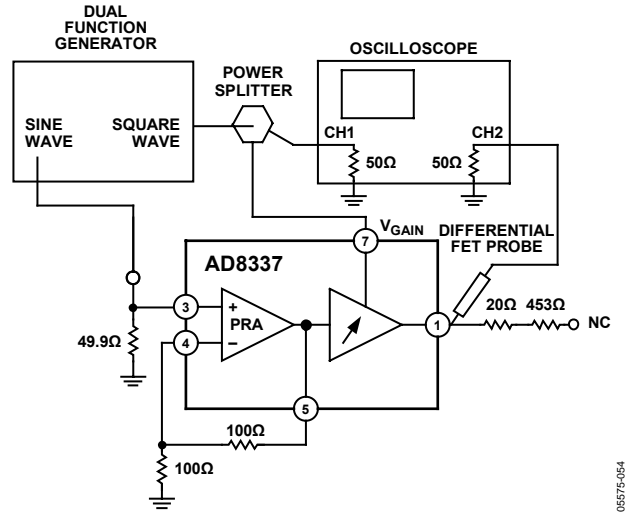 DUAL
FUNCTION
GENERATOR
OSCILLOSCOPE
POWER
SPLITTER
SINE
WAVE
SQUARE
WAVE
CH1
CH2
50Ω
50Ω
VGAIN
DIFFERENTIAL
FET PROBE
7
AD8337
20Ω 453Ω
3
+
PRA
1
NC
49.9Ω
4
–
5
100Ω
100Ω
05575-054